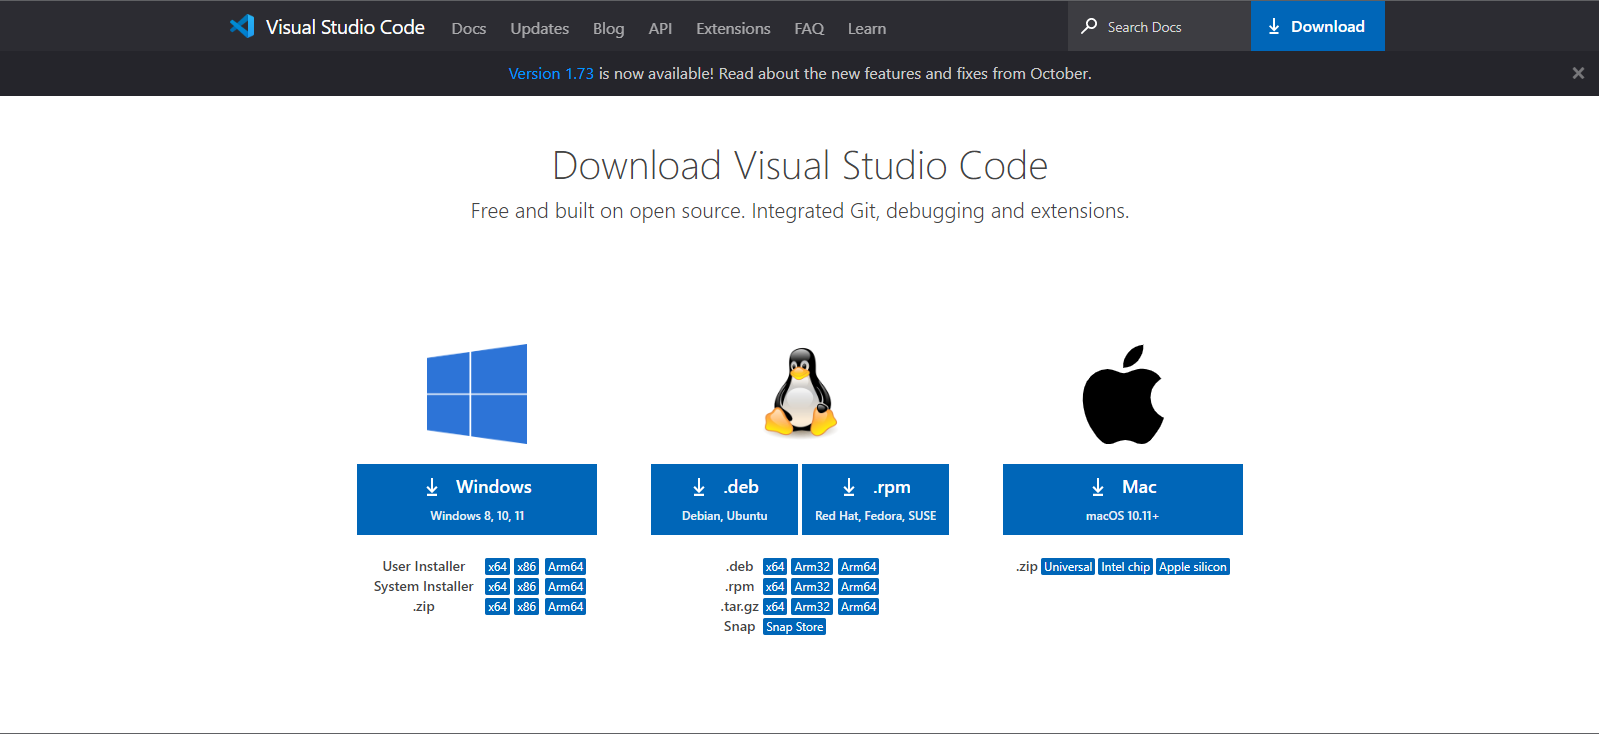 Visual Studio Code Docs Updates Blog API Extensions FAQ Learn Search Docs Download
Version 1.73 is now available! Read about the new features and fixes from October.
Download Visual Studio Code
Free and built on open source. Integrated Git, debugging and extensions.
Windows
Windows 8, 10, 11
User Installer x64 x86 Arm64
System Installer x64 x86 Arm64
.zip x64 x86 Arm64
.deb
Debian, Ubuntu
.rpm
Red Hat, Fedora, SUSE
.deb x64 Arm32 Arm64
.rpm x64 Arm32 Arm64
.tar.gz x64 Arm32 Arm64
Snap Snap Store
Mac
macOS 10.11+
.zip Universal Intel chip Apple silicon